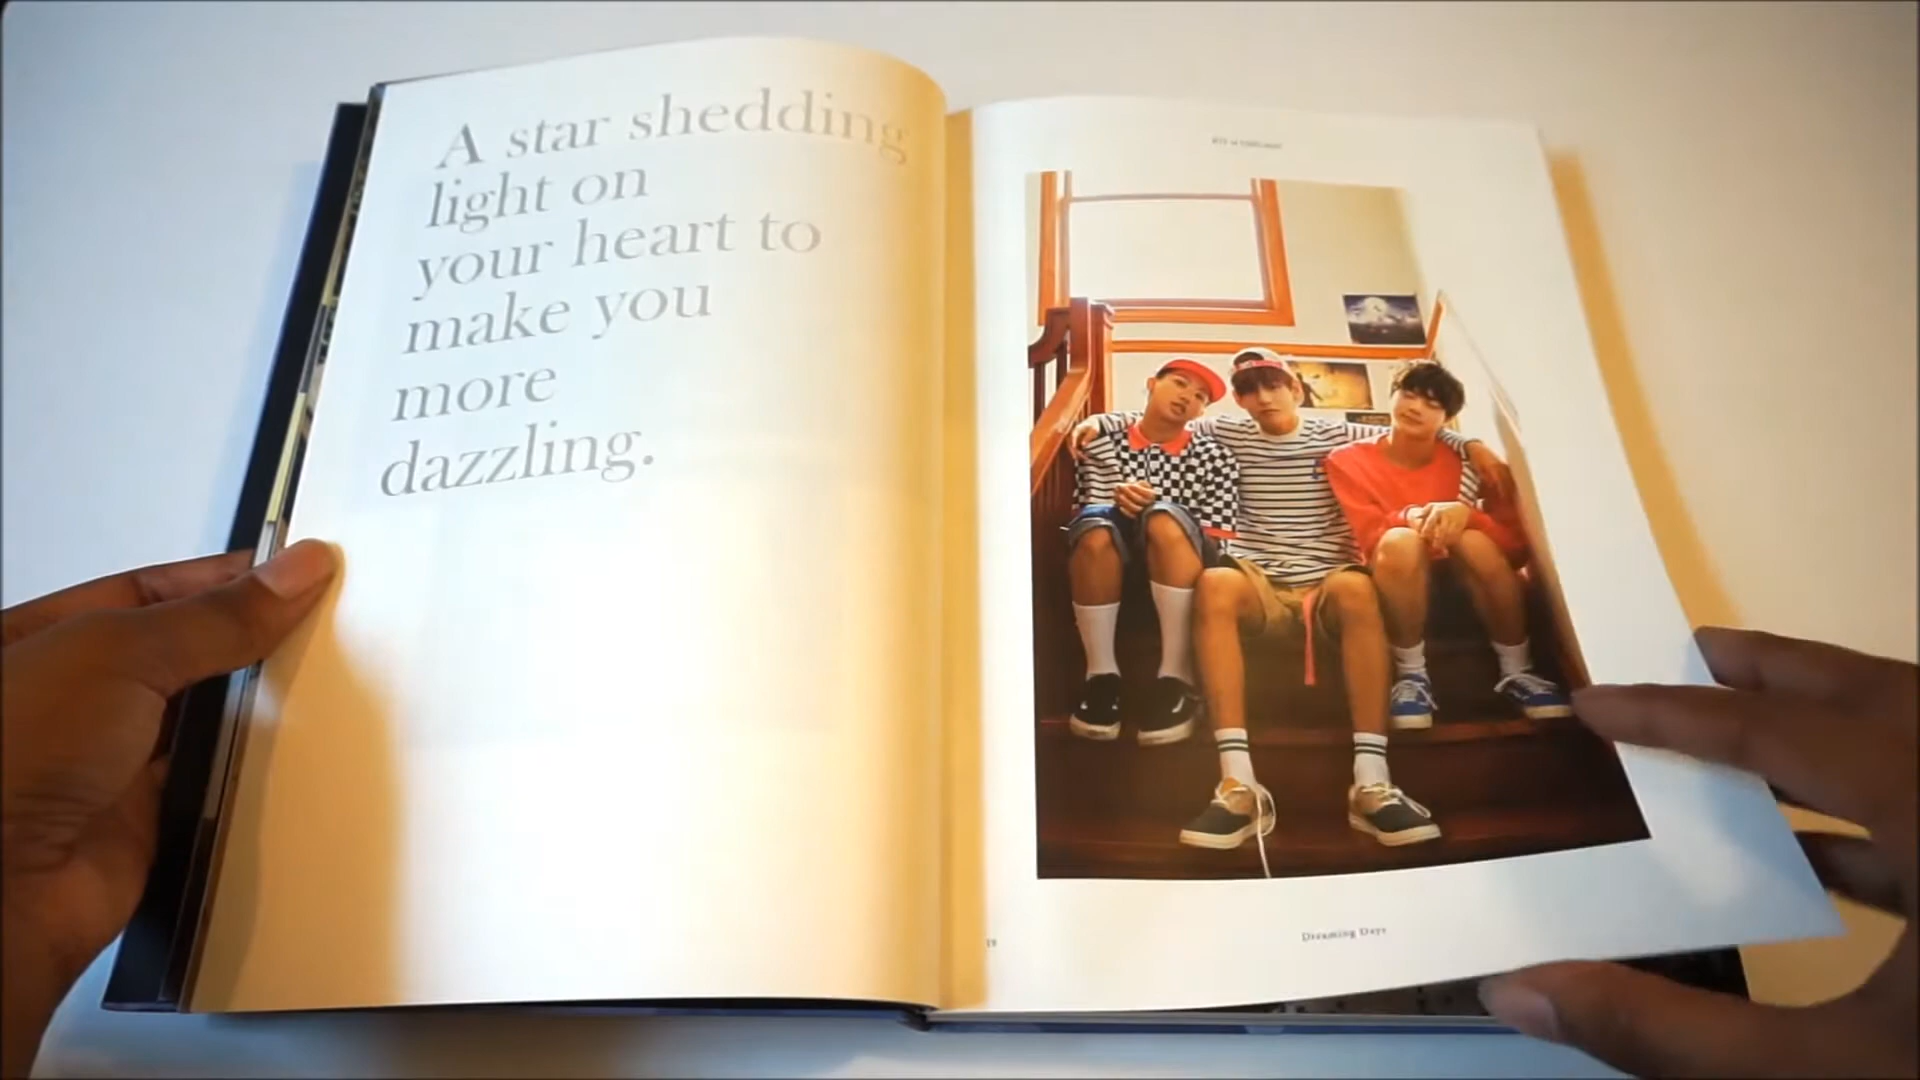 A star shedding
light on
your heart to
make you
more
dazzling.
Dreaming Days